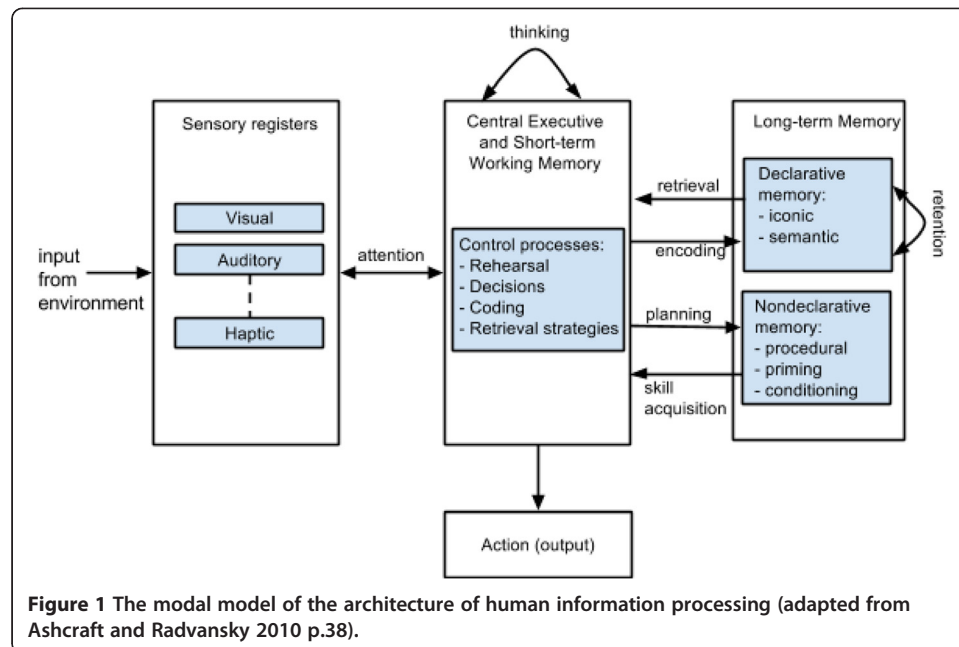 thinking
Sensory registers
Visual
Auditory
Haptic
input
from
environment
attention
Central Executive
and Short-term
Working Memory
Control processes:
- Rehearsal
- Decisions
- Coding
- Retrieval strategies
retrieval
encoding
planning
skill
acquisition
Long-term Memory
Declarative
memory:
- iconic
- semantic
retention
Nondeclarative
memory:
- procedural
- priming
- conditioning
Action (output)
Figure 1 The modal model of the architecture of human information processing (adapted from
Ashcraft and Radvansky 2010 p.38).